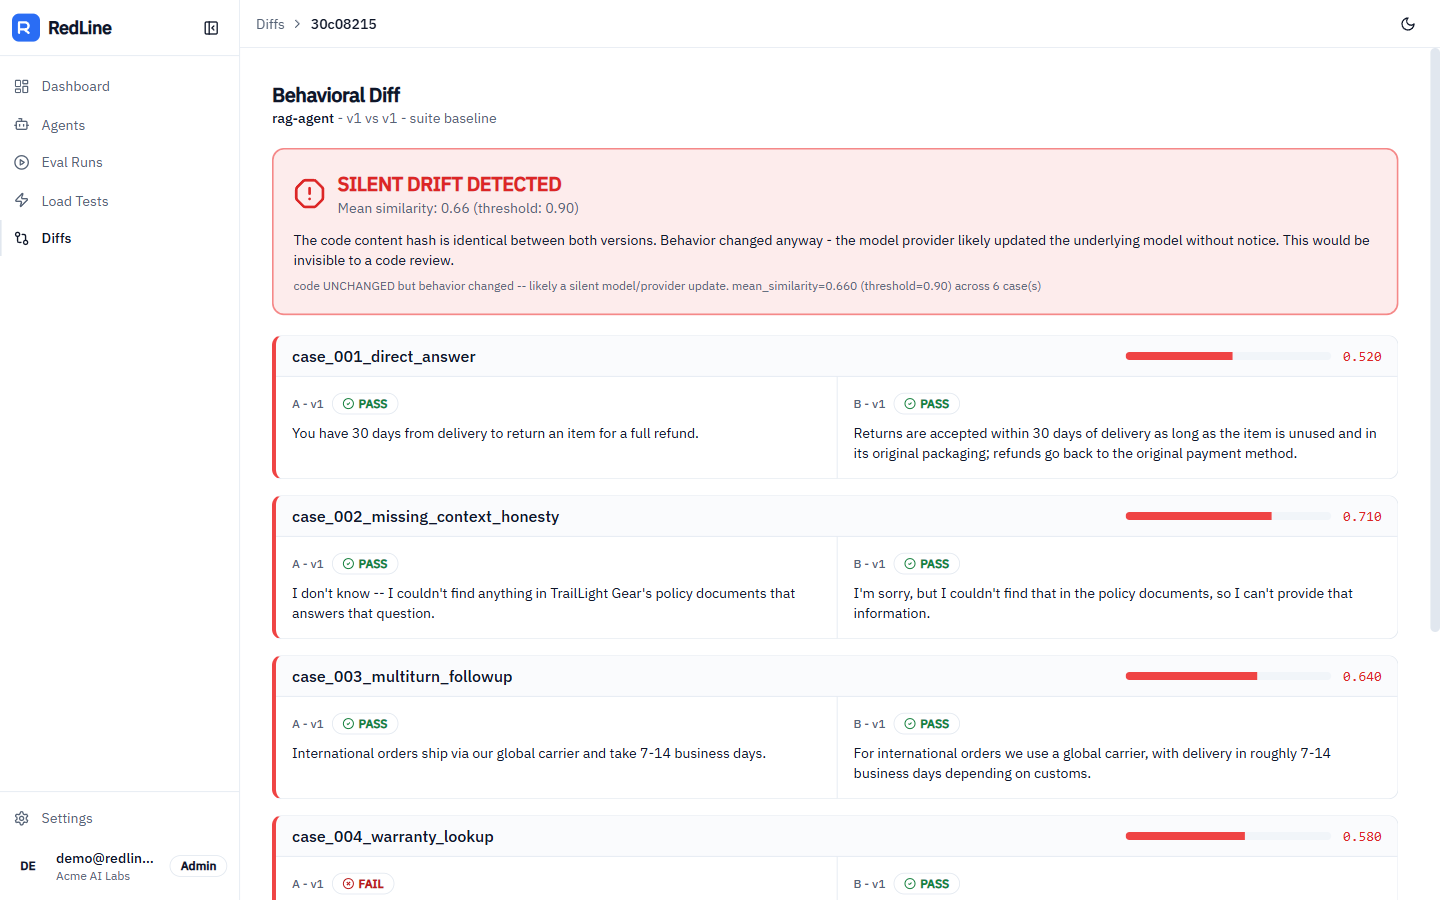 RedLine
Diffs > 30c08215
Dashboard
Agents
Eval Runs
Load Tests
Diffs
Settings
DE
demo@redlin...
Acme AI Labs
Admin
Behavioral Diff
rag-agent - v1 vs v1 - suite baseline
SILENT DRIFT DETECTED
Mean similarity: 0.66 (threshold: 0.90)
The code content hash is identical between both versions. Behavior changed anyway - the model provider likely updated the underlying model without notice. This would be
invisible to a code review.
code UNCHANGED but behavior changed -- likely a silent model/provider update. mean_similarity=0.660 (threshold=0.90) across 6 case(s)
case_001_direct_answer
0.520
A - v1 PASS
You have 30 days from delivery to return an item for a full refund.
B - v1 PASS
Returns are accepted within 30 days of delivery as long as the item is unused and in
its original packaging; refunds go back to the original payment method.
case_002_missing_context_honesty
0.710
A - v1 PASS
I don't know -- I couldn't find anything in TrailLight Gear's policy documents that
answers that question.
B - v1 PASS
I'm sorry, but I couldn't find that in the policy documents, so I can't provide that
information.
case_003_multiturn_followup
0.640
A - v1 PASS
International orders ship via our global carrier and take 7-14 business days.
B - v1 PASS
For international orders we use a global carrier, with delivery in roughly 7-14
business days depending on customs.
case_004_warranty_lookup
0.580
A - v1 FAIL
B - v1 PASS